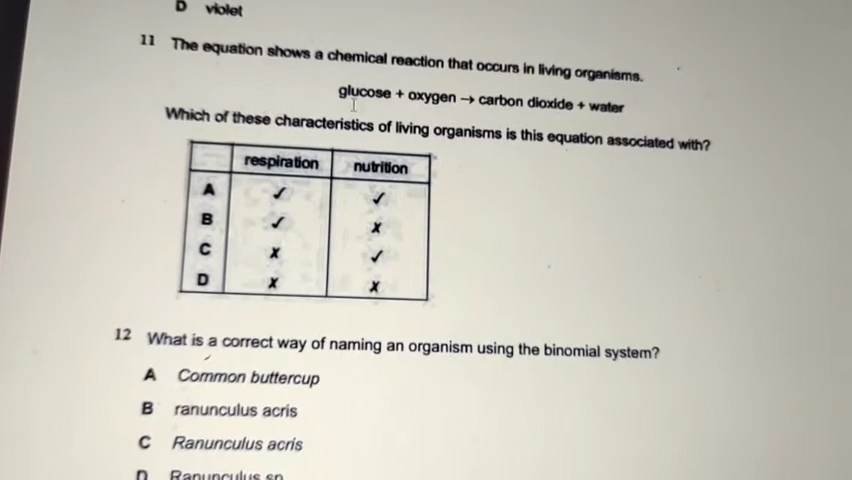 D violet
11 The equation shows a chemical reaction that occurs in living organisms.
glucose + oxygen → carbon dioxide + water
Which of these characteristics of living organisms is this equation associated with?
respiration nutrition
A ✓ ✓
B ✓ ✗
C ✗ ✓
D ✗ ✗
12 What is a correct way of naming an organism using the binomial system?
A Common buttercup
B ranunculus acris
C Ranunculus acris
D Ranunculus sp